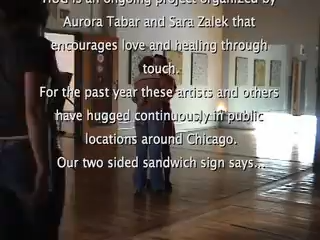 HUG is an ongoing project organized by
Aurora Tabar and Sara Zalek that
encourages love and healing through
touch.
For the past year these artists and others
have hugged continuously in public
locations around Chicago.
Our two sided sandwich sign says...